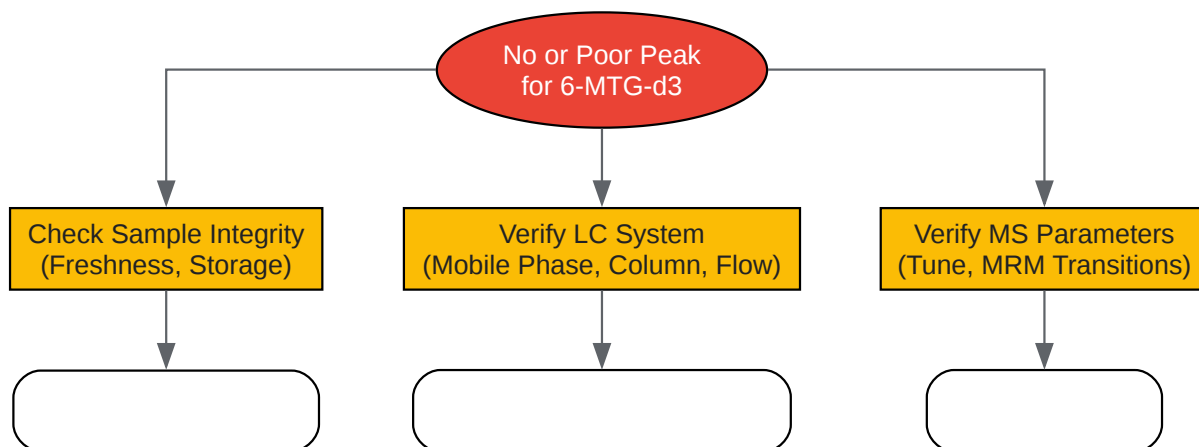 No or Poor Peak
for 6-MTG-d3
Check Sample Integrity
(Freshness, Storage)
Verify LC System
(Mobile Phase, Column, Flow)
Verify MS Parameters
(Tune, MRM Transitions)